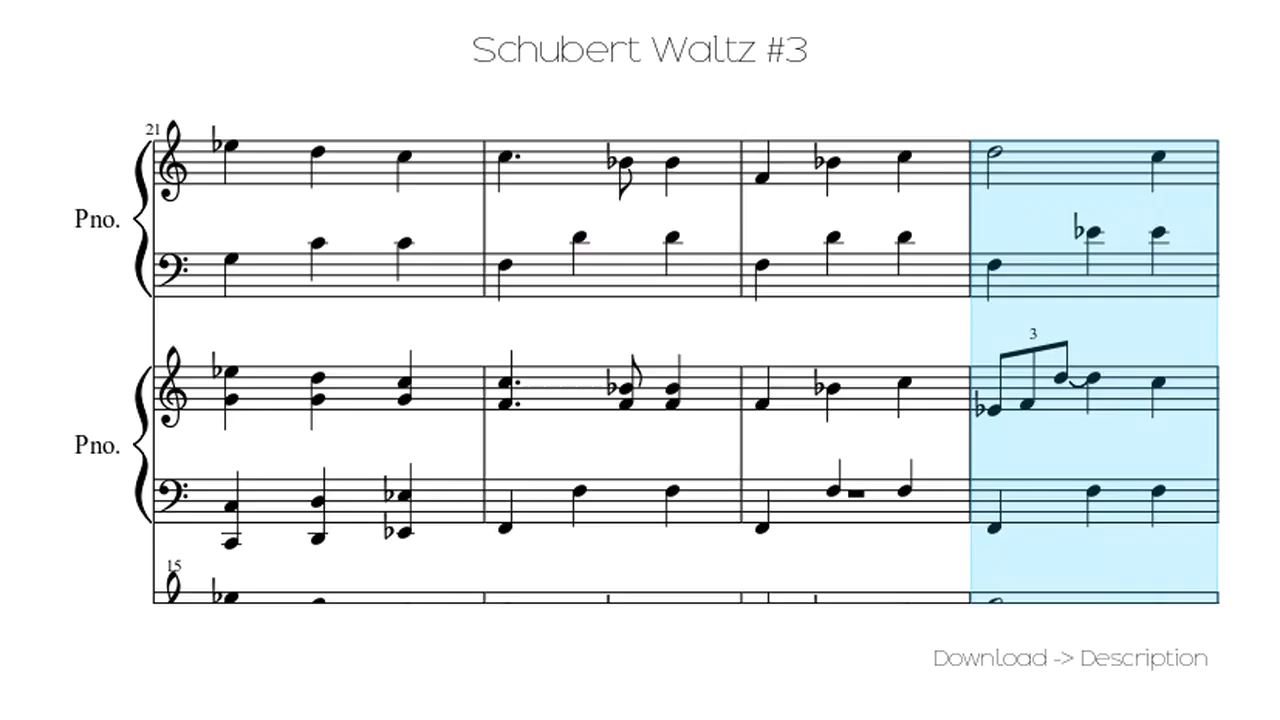 Schubert Waltz #3
21
Pno.
3
Pno.
15
Download -> Description